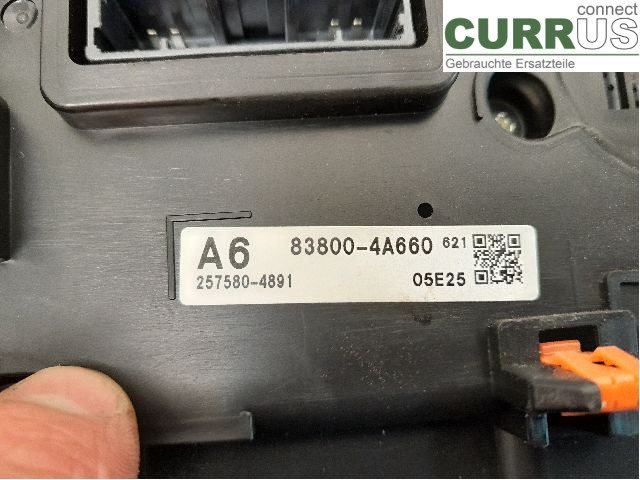 connect
CURRUS
Gebrauchte Ersatzteile
A6 83800-4A660 621
257580-4891 05E25